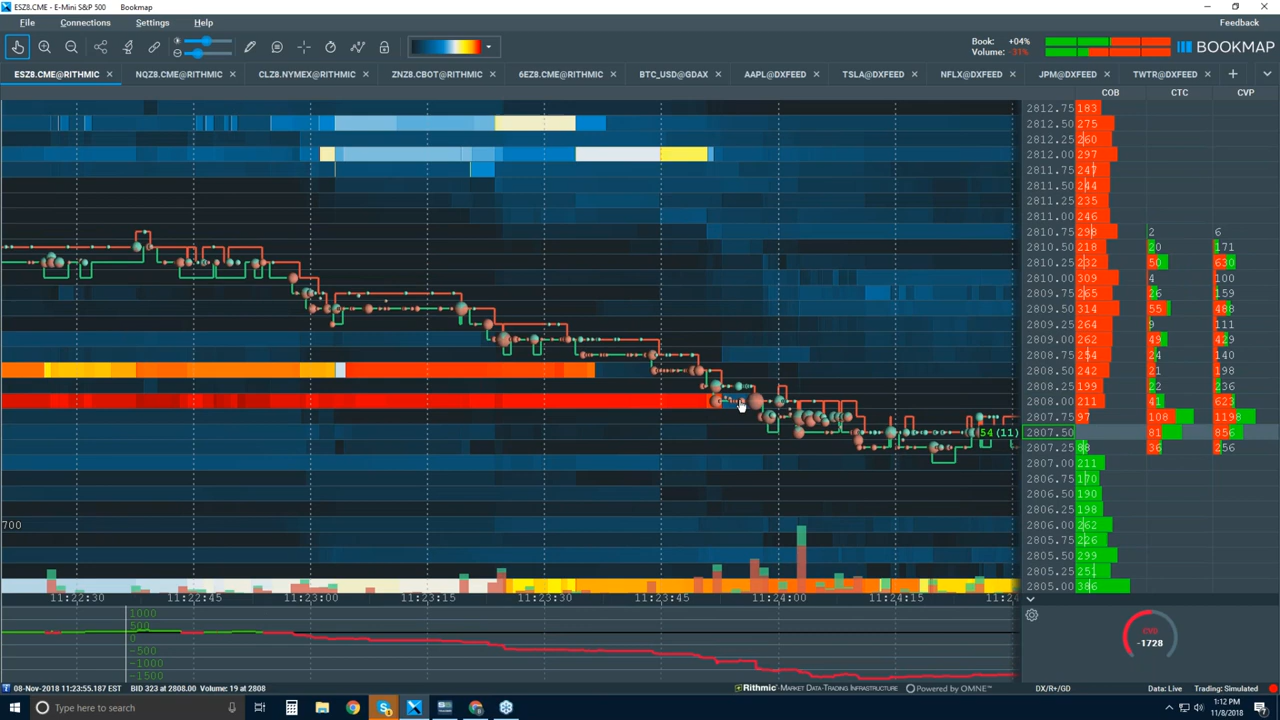 ESZ8.CME - E-Mini S&P 500 Bookmap
File Connections Settings Help Feedback
Book: +04%
Volume: -31%
BOOKMAP
ESZ8.CME@RITHMIC NQZ8.CME@RITHMIC CLZ8.NYMEX@RITHMIC ZNZ8.CBOT@RITHMIC 6EZ8.CME@RITHMIC BTC_USD@GDAX AAPL@DXFEED TSLA@DXFEED NFLX@DXFEED JPM@DXFEED TWTR@DXFEED
COB CTC CVP
2812.75 183
2812.50 275
2812.25 260
2812.00 297
2811.75 247
2811.50 244
2811.25 235
2811.00 246
2810.75 298 2 6
2810.50 218 20 171
2810.25 232 50 630
2810.00 309 4 100
2809.75 265 26 159
2809.50 314 55 488
2809.25 264 9 111
2809.00 262 49 429
2808.75 254 24 140
2808.50 242 21 198
2808.25 199 22 236
2808.00 211 41 623
2807.75 97 108 1198
54 (11) 2807.50 81 856
2807.25 88 36 256
2807.00 211
2806.75 170
2806.50 190
2806.25 198
700 2806.00 262
2805.75 226
2805.50 299
2805.25 251
2805.00 386
11:22:30 11:22:45 11:23:00 11:23:15 11:23:30 11:23:45 11:24:00 11:24:15
1000
500
0
-500
-1000
-1500
CVD
-1728
08-Nov-2018 11:23:55.187 EST BID 323 at 2808.00 Volume: 19 at 2808 Rithmic - Market Data-Trading Infrastructure Powered by OMNE™ DX/R+/GD Data: Live Trading: Simulated
Type here to search
1:12 PM
11/8/2018
7